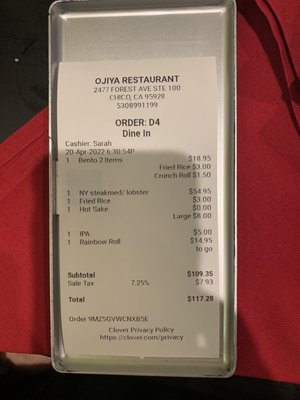 OJIYA RESTAURANT
2477 FOREST AVE STE 100
CHICO, CA 95928
5308991199
ORDER: D4
Dine In
Cashier: Sarah
20-Apr-2022 6:30:54P
1 Bento 2 Items $18.95
Fried Rice $3.00
Crunch Roll $1.50
1 NY steakmed/ lobster $54.95
1 Fried Rice $3.00
1 Hot Sake $0.00
Large $8.00
1 IPA $5.00
1 Rainbow Roll $14.95
to go
Subtotal $109.35
Sale Tax 7.25% $7.93
Total $117.28
Order 9MZ5GVWCNXB5E
Clover Privacy Policy
https://clover.com/privacy